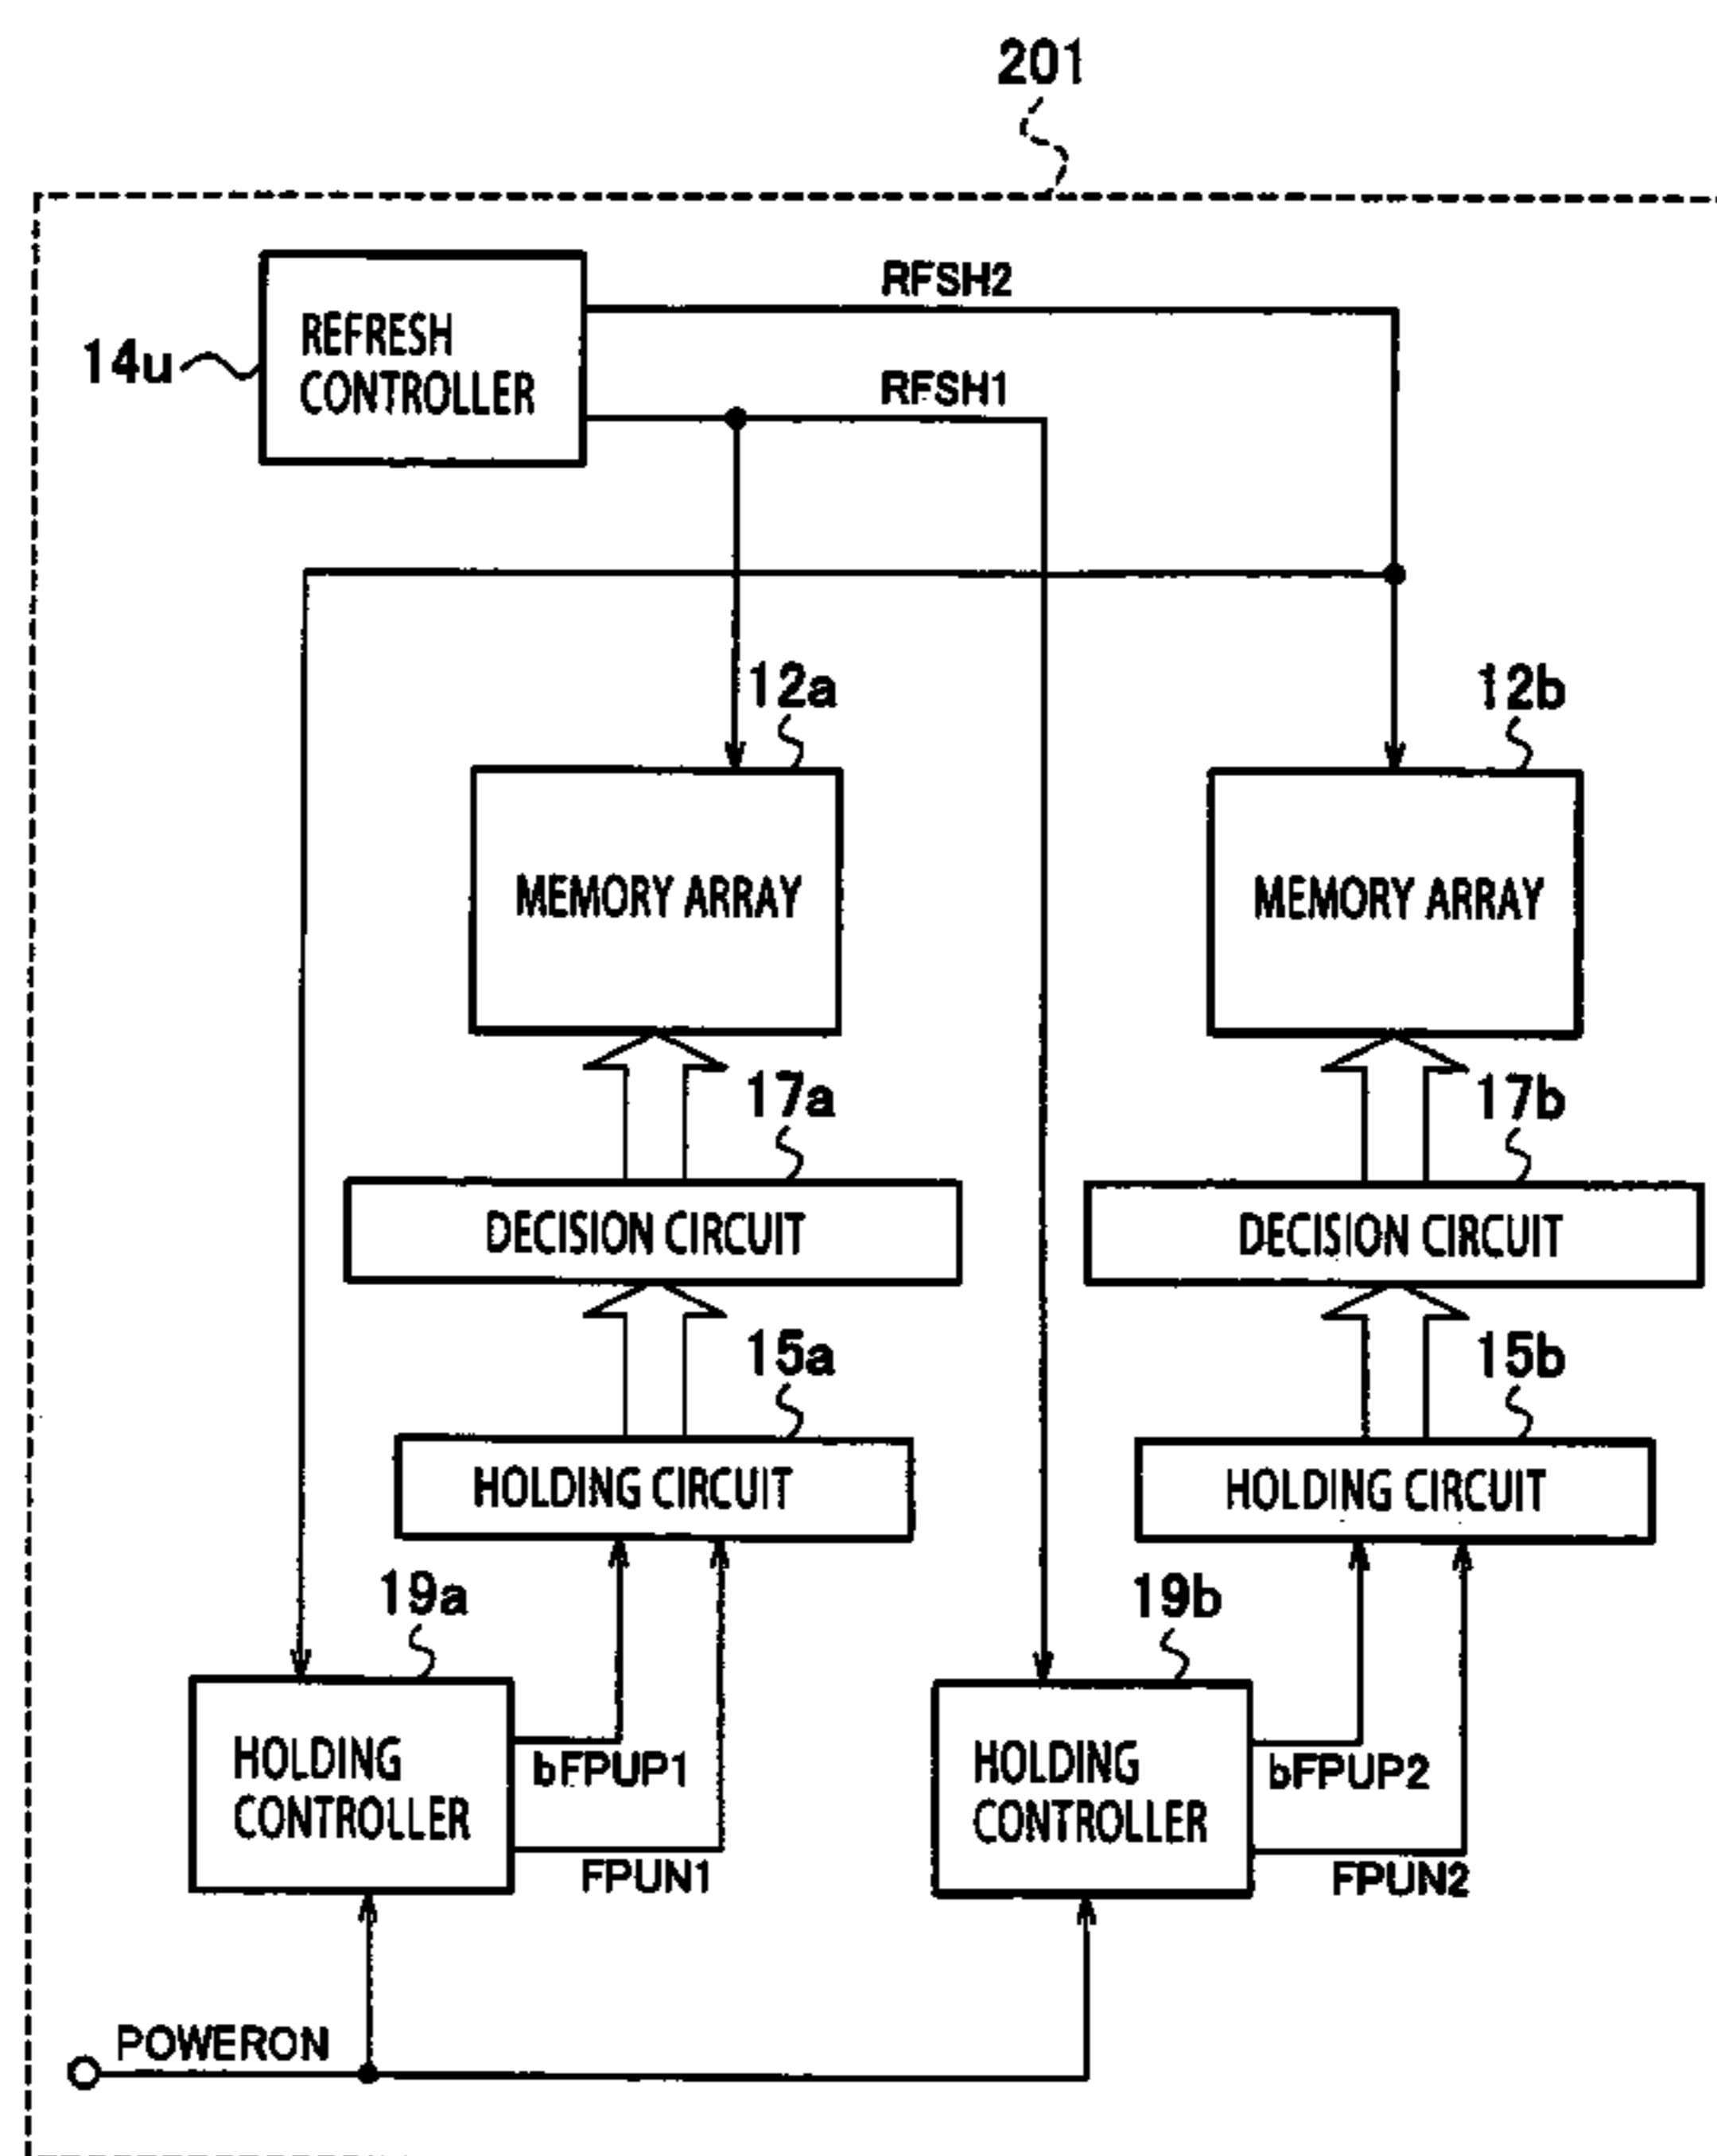 201
REFRESH
CONTROLLER
14u
RFSH2
RFSH1
12a
12b
MEMORY ARRAY
MEMORY ARRAY
17a
17b
DECISION CIRCUIT
DECISION CIRCUIT
15a
15b
HOLDING CIRCUIT
HOLDING CIRCUIT
19a
19b
HOLDING
CONTROLLER
bFPUP1
FPUN1
HOLDING
CONTROLLER
bFPUP2
FPUN2
POWERON